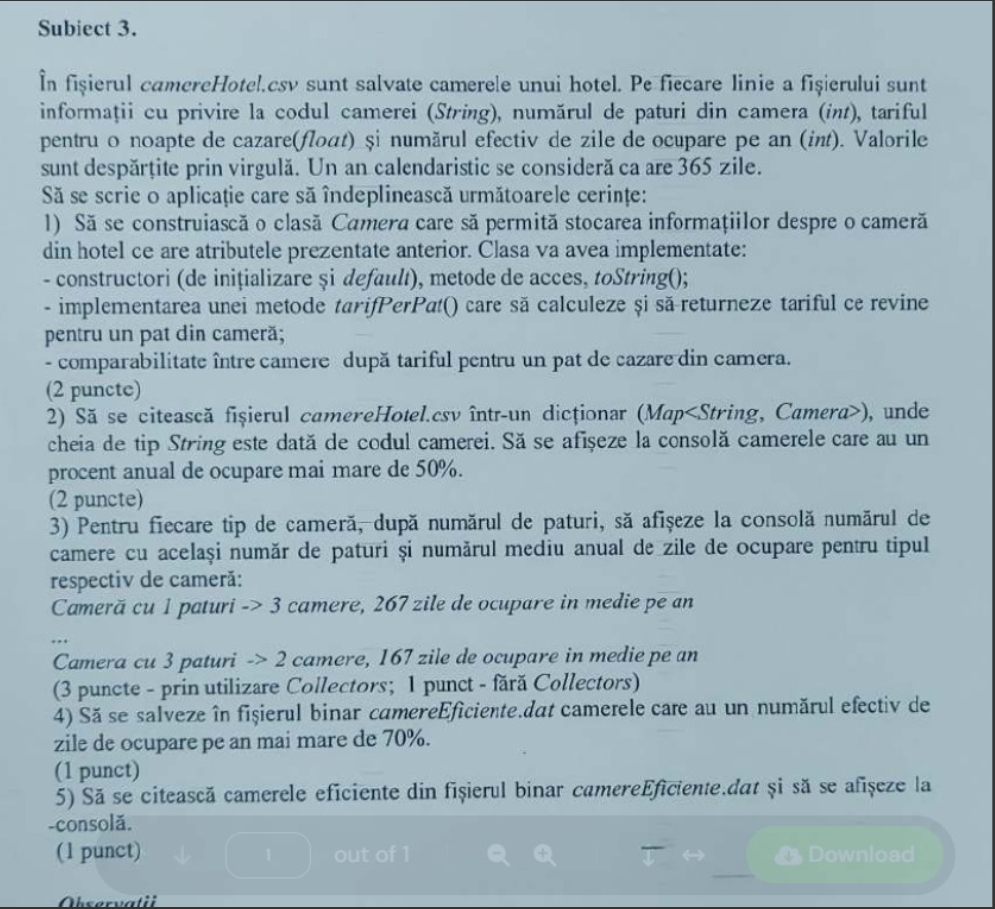 Subiect 3.
În fișierul camereHotel.csv sunt salvate camerele unui hotel. Pe fiecare linie a fișierului sunt
informații cu privire la codul camerei (String), numărul de paturi din camera (int), tariful
pentru o noapte de cazare(float) și numărul efectiv de zile de ocupare pe an (int). Valorile
sunt despărțite prin virgulă. Un an calendaristic se consideră ca are 365 zile.
Să se scrie o aplicație care să îndeplinească următoarele cerințe:
1) Să se construiască o clasă Camera care să permită stocarea informațiilor despre o cameră
din hotel ce are atributele prezentate anterior. Clasa va avea implementate:
- constructori (de inițializare și default), metode de acces, toString();
- implementarea unei metode tarifPerPat() care să calculeze și să returneze tariful ce revine
pentru un pat din cameră;
- comparabilitate între camere după tariful pentru un pat de cazare din camera.
(2 puncte)
2) Să se citească fișierul camereHotel.csv într-un dicționar (Map<String, Camera>), unde
cheia de tip String este dată de codul camerei. Să se afișeze la consolă camerele care au un
procent anual de ocupare mai mare de 50%.
(2 puncte)
3) Pentru fiecare tip de cameră, după numărul de paturi, să afișeze la consolă numărul de
camere cu același număr de paturi și numărul mediu anual de zile de ocupare pentru tipul
respectiv de cameră:
Cameră cu 1 paturi -> 3 camere, 267 zile de ocupare in medie pe an
...
Camera cu 3 paturi -> 2 camere, 167 zile de ocupare in medie pe an
(3 puncte - prin utilizare Collectors; 1 punct - fără Collectors)
4) Să se salveze în fișierul binar camereEficiente.dat camerele care au un numărul efectiv de
zile de ocupare pe an mai mare de 70%.
(1 punct)
5) Să se citească camerele eficiente din fișierul binar camereEficiente.dat și să se afișeze la
-consolă.
(1 punct)
1 out of 1 Download
Observații